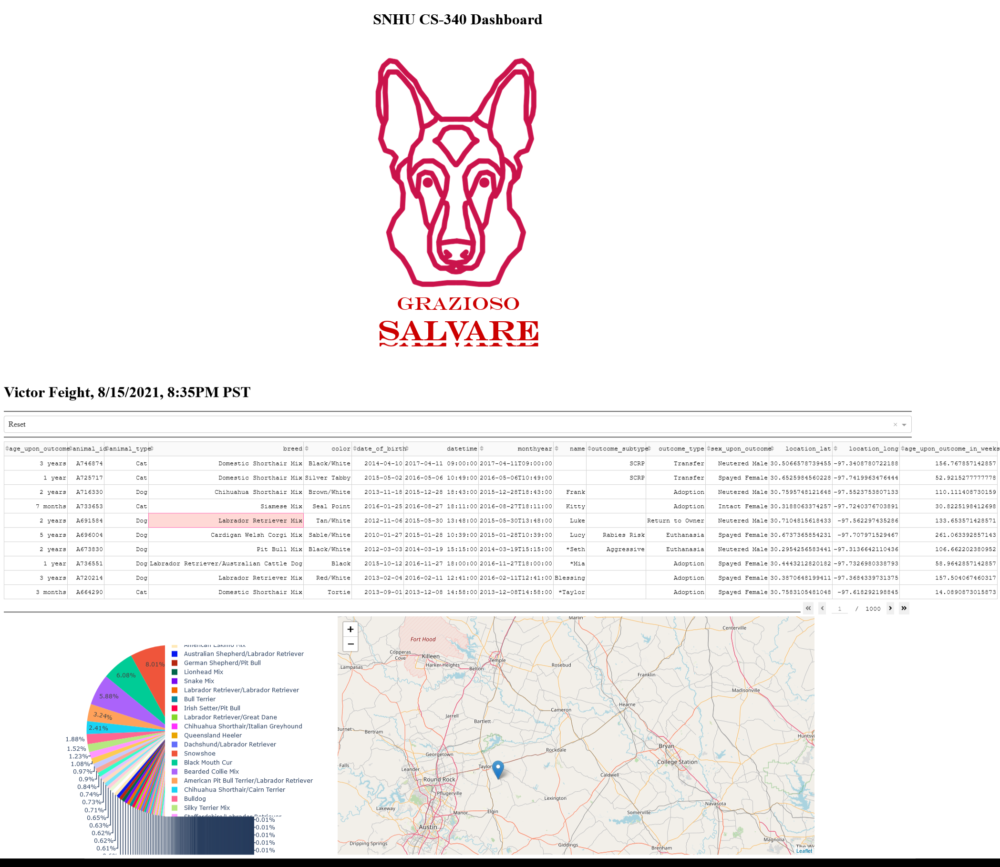 SNHU CS-340 Dashboard
GRAZIOSO
SALVARE
Victor Feight, 8/15/2021, 8:35PM PST
Reset
age_upon_outcome animal_id animal_type breed color date_of_birth datetime monthyear name outcome_subtype outcome_type sex_upon_outcome location_lat location_long age_upon_outcome_in_weeks
3 years A746874 Cat Domestic Shorthair Mix Black/White 2014-04-10 2017-04-11 09:00:00 2017-04-11T09:00:00 SCRP Transfer Neutered Male 30.5066578739455 -97.3408780722188 156.767857142857
1 year A725717 Cat Domestic Shorthair Mix Silver Tabby 2015-05-02 2016-05-06 10:49:00 2016-05-06T10:49:00 SCRP Transfer Spayed Female 30.6525984560228 -97.7419963476444 52.9215277777778
2 years A716330 Dog Chihuahua Shorthair Mix Brown/White 2013-11-18 2015-12-28 18:43:00 2015-12-28T18:43:00 Frank Adoption Neutered Male 30.7595748121648 -97.5523753807133 110.111408730159
7 months A733653 Cat Siamese Mix Seal Point 2016-01-25 2016-08-27 18:11:00 2016-08-27T18:11:00 Kitty Adoption Intact Female 30.3188063374257 -97.7240376703891 30.8225198412698
2 years A691584 Dog Labrador Retriever Mix Tan/White 2012-11-06 2015-05-30 13:48:00 2015-05-30T13:48:00 Luke Return to Owner Neutered Male 30.7104815618433 -97.562297435286 133.653571428571
5 years A696004 Dog Cardigan Welsh Corgi Mix Sable/White 2010-01-27 2015-01-28 10:39:00 2015-01-28T10:39:00 Lucy Rabies Risk Euthanasia Spayed Female 30.6737365854231 -97.707971529467 261.063392857143
2 years A673830 Dog Pit Bull Mix Black/White 2012-03-03 2014-03-19 15:15:00 2014-03-19T15:15:00 *Seth Aggressive Euthanasia Neutered Male 30.2954256583441 -97.3136642110436 106.662202380952
1 year A736551 Dog Labrador Retriever/Australian Cattle Dog Black 2015-10-12 2016-11-27 18:00:00 2016-11-27T18:00:00 *Mia Adoption Spayed Female 30.4443212820182 -97.7326980338793 58.9642857142857
3 years A720214 Dog Labrador Retriever Mix Red/White 2013-02-04 2016-02-11 12:41:00 2016-02-11T12:41:00 Blessing Adoption Spayed Female 30.3870648199411 -97.3684339731375 157.504067460317
3 months A664290 Cat Domestic Shorthair Mix Tortie 2013-09-01 2013-12-08 14:58:00 2013-12-08T14:58:00 *Taylor Adoption Spayed Female 30.7583105481048 -97.618292198845 14.0890873015873
1 / 1000
8.01%
6.08%
5.88%
3.24%
2.41%
1.88%
1.52%
1.23%
1.08%
0.97%
0.9%
0.84%
0.74%
0.73%
0.71%
0.65%
0.63%
0.62%
0.62%
0.61%
0.01%
0.01%
0.01%
0.01%
0.01%
American Eskimo Mix
Australian Shepherd/Labrador Retriever
German Shepherd/Pit Bull
Lionhead Mix
Snake Mix
Labrador Retriever/Labrador Retriever
Bull Terrier
Irish Setter/Pit Bull
Labrador Retriever/Great Dane
Chihuahua Shorthair/Italian Greyhound
Queensland Heeler
Dachshund/Labrador Retriever
Snowshoe
Black Mouth Cur
Bearded Collie Mix
American Pit Bull Terrier/Labrador Retriever
Chihuahua Shorthair/Cairn Terrier
Bulldog
Silky Terrier Mix
Staffordshire/Labrador Retriever
+
−
Marlin
Centerville
Fort Hood
Copperas
Cove
Killeen
Temple
Lampasas
Harker Heights
Belton
Rosebud
Franklin
Madisonville
Hearne
Cameron
Jarrell
Bartlett
Burnet
Bertram
Huntsvi
Bryan
Rockdale
Georgetown
College Station
Falls
Leander
Taylor
Caldwell
Round Rock
Pflugerville
Lexington
Navasota
Lakeway
Manor
Elgin
Somerville
Austin
Magnolia
Dripping Springs
Giddings
Brenham
The Wo
Leaflet